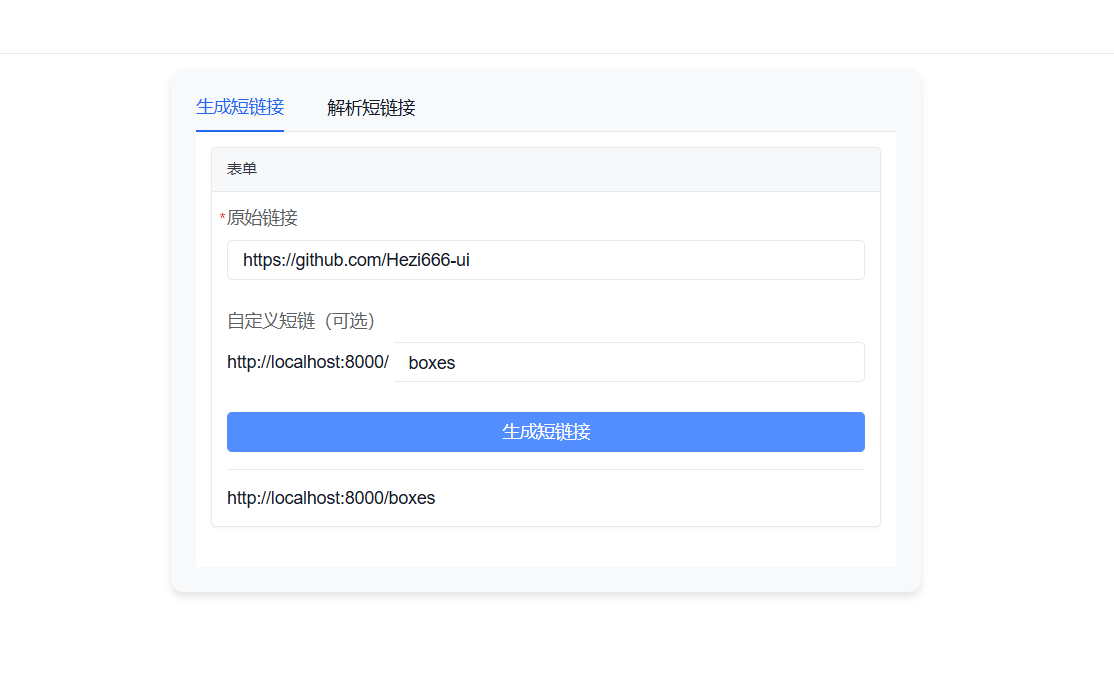 生成短链接 解析短链接
表单
*原始链接
https://github.com/Hezi666-ui
自定义短链（可选）
http://localhost:8000/ boxes
生成短链接
http://localhost:8000/boxes